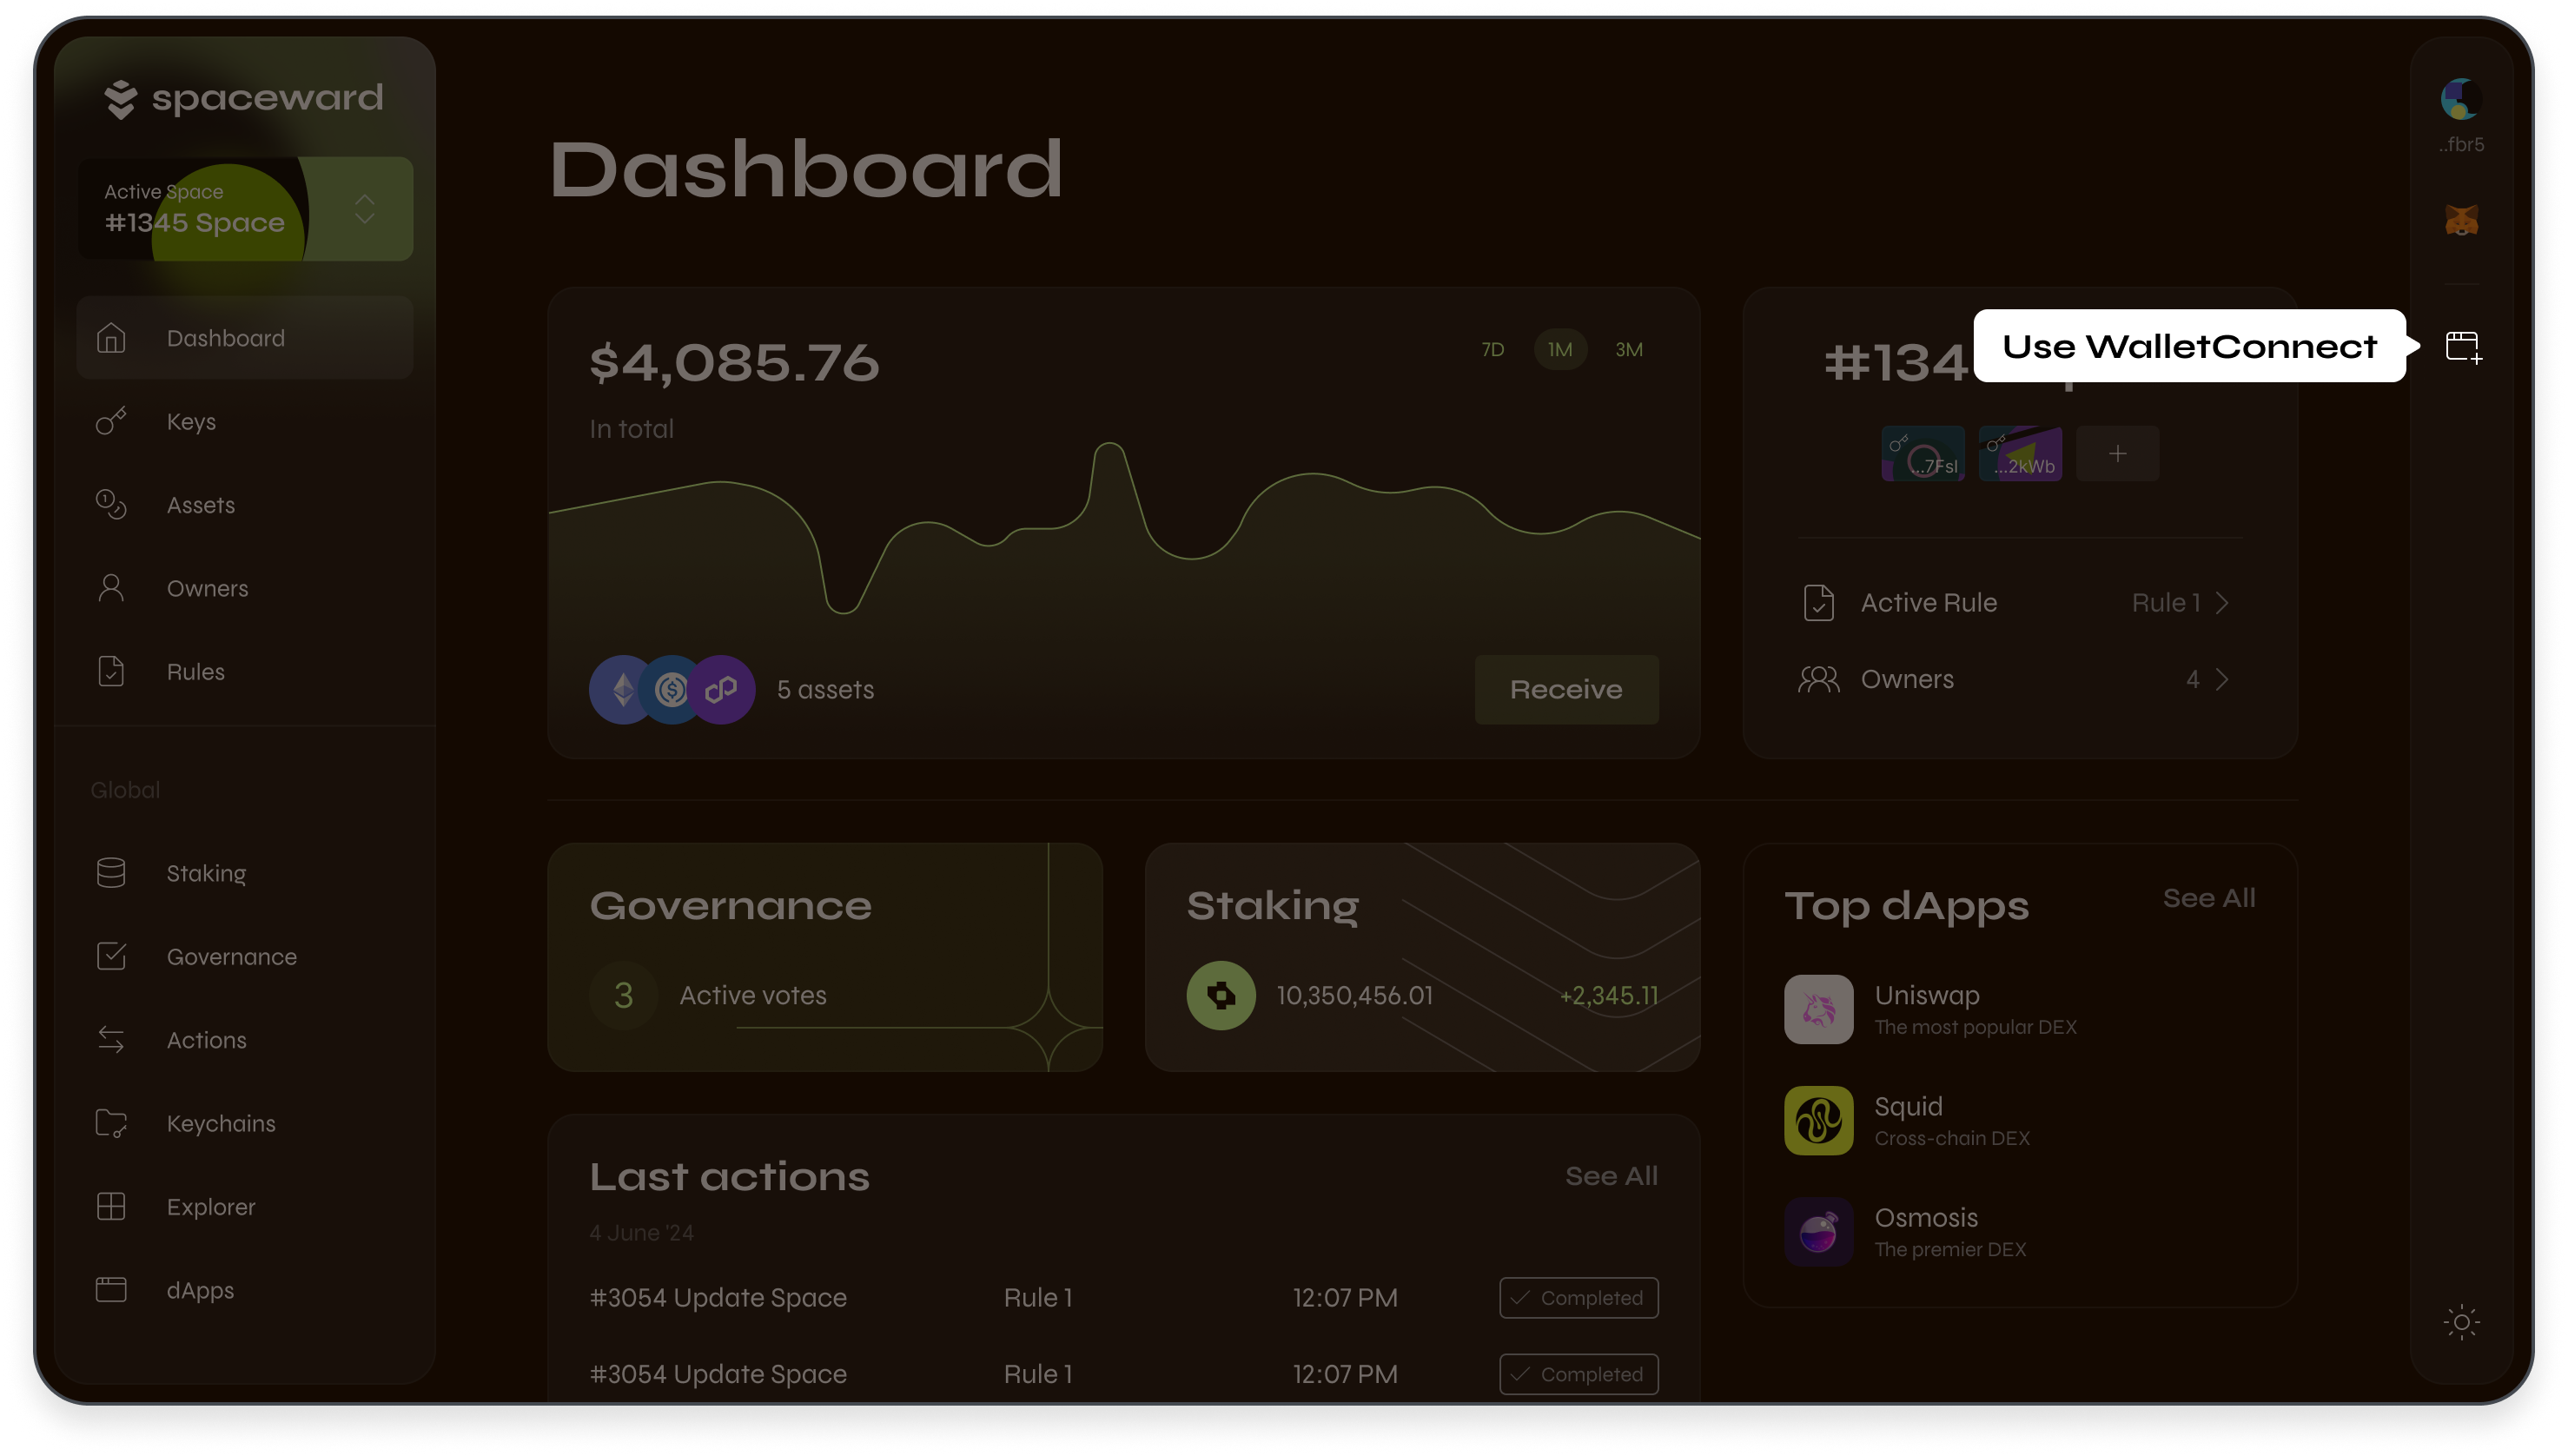 spaceward
Active Space
#1345 Space
Dashboard
Keys
Assets
Owners
Rules
Global
Staking
Governance
Actions
Keychains
Explorer
dApps
Dashboard
$4,085.76
7D 1M 3M
In total
5 assets
Receive
#134
Use WalletConnect
...7Fsl
...2kWb
+
Active Rule
Rule 1
Owners
4
Governance
3 Active votes
Staking
10,350,456.01
+2,345.11
Top dApps
See All
Uniswap
The most popular DEX
Squid
Cross-chain DEX
Osmosis
The premier DEX
Last actions
See All
4 June '24
#3054 Update Space Rule 1 12:07 PM Completed
#3054 Update Space Rule 1 12:07 PM Completed
..fbr5